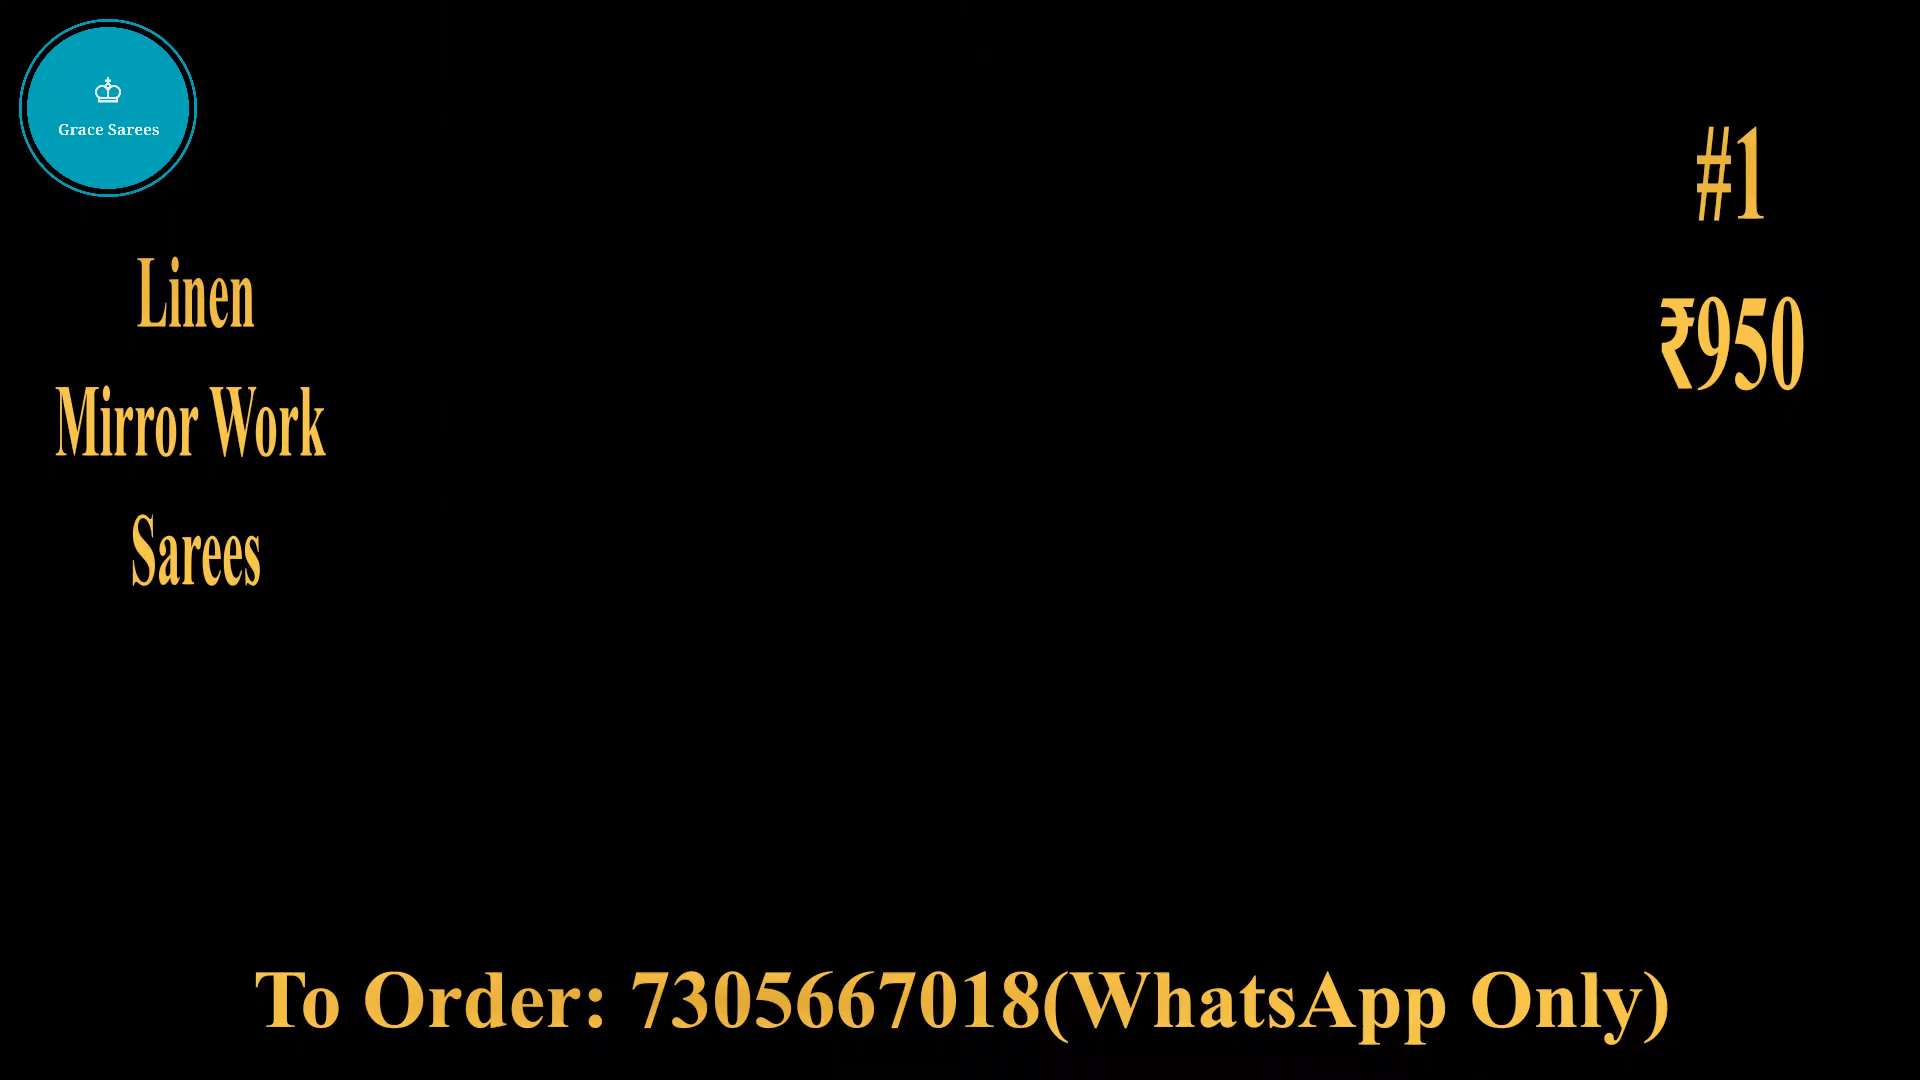 Grace Sarees
#1
Linen
₹950
Mirror Work
Sarees
To Order: 7305667018(WhatsApp Only)